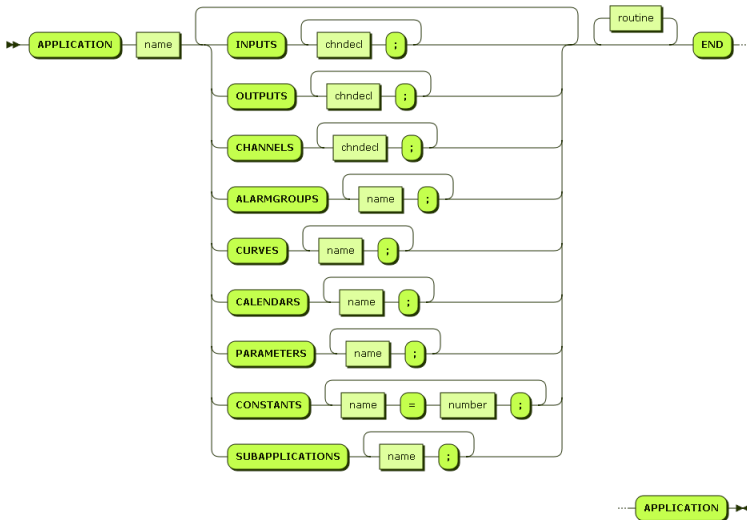 routine
APPLICATION name INPUTS chndecl ; END
OUTPUTS chndecl ;
CHANNELS chndecl ;
ALARMGROUPS name ;
CURVES name ;
CALENDARS name ;
PARAMETERS name ;
CONSTANTS name = number ;
SUBAPPLICATIONS name ;
APPLICATION